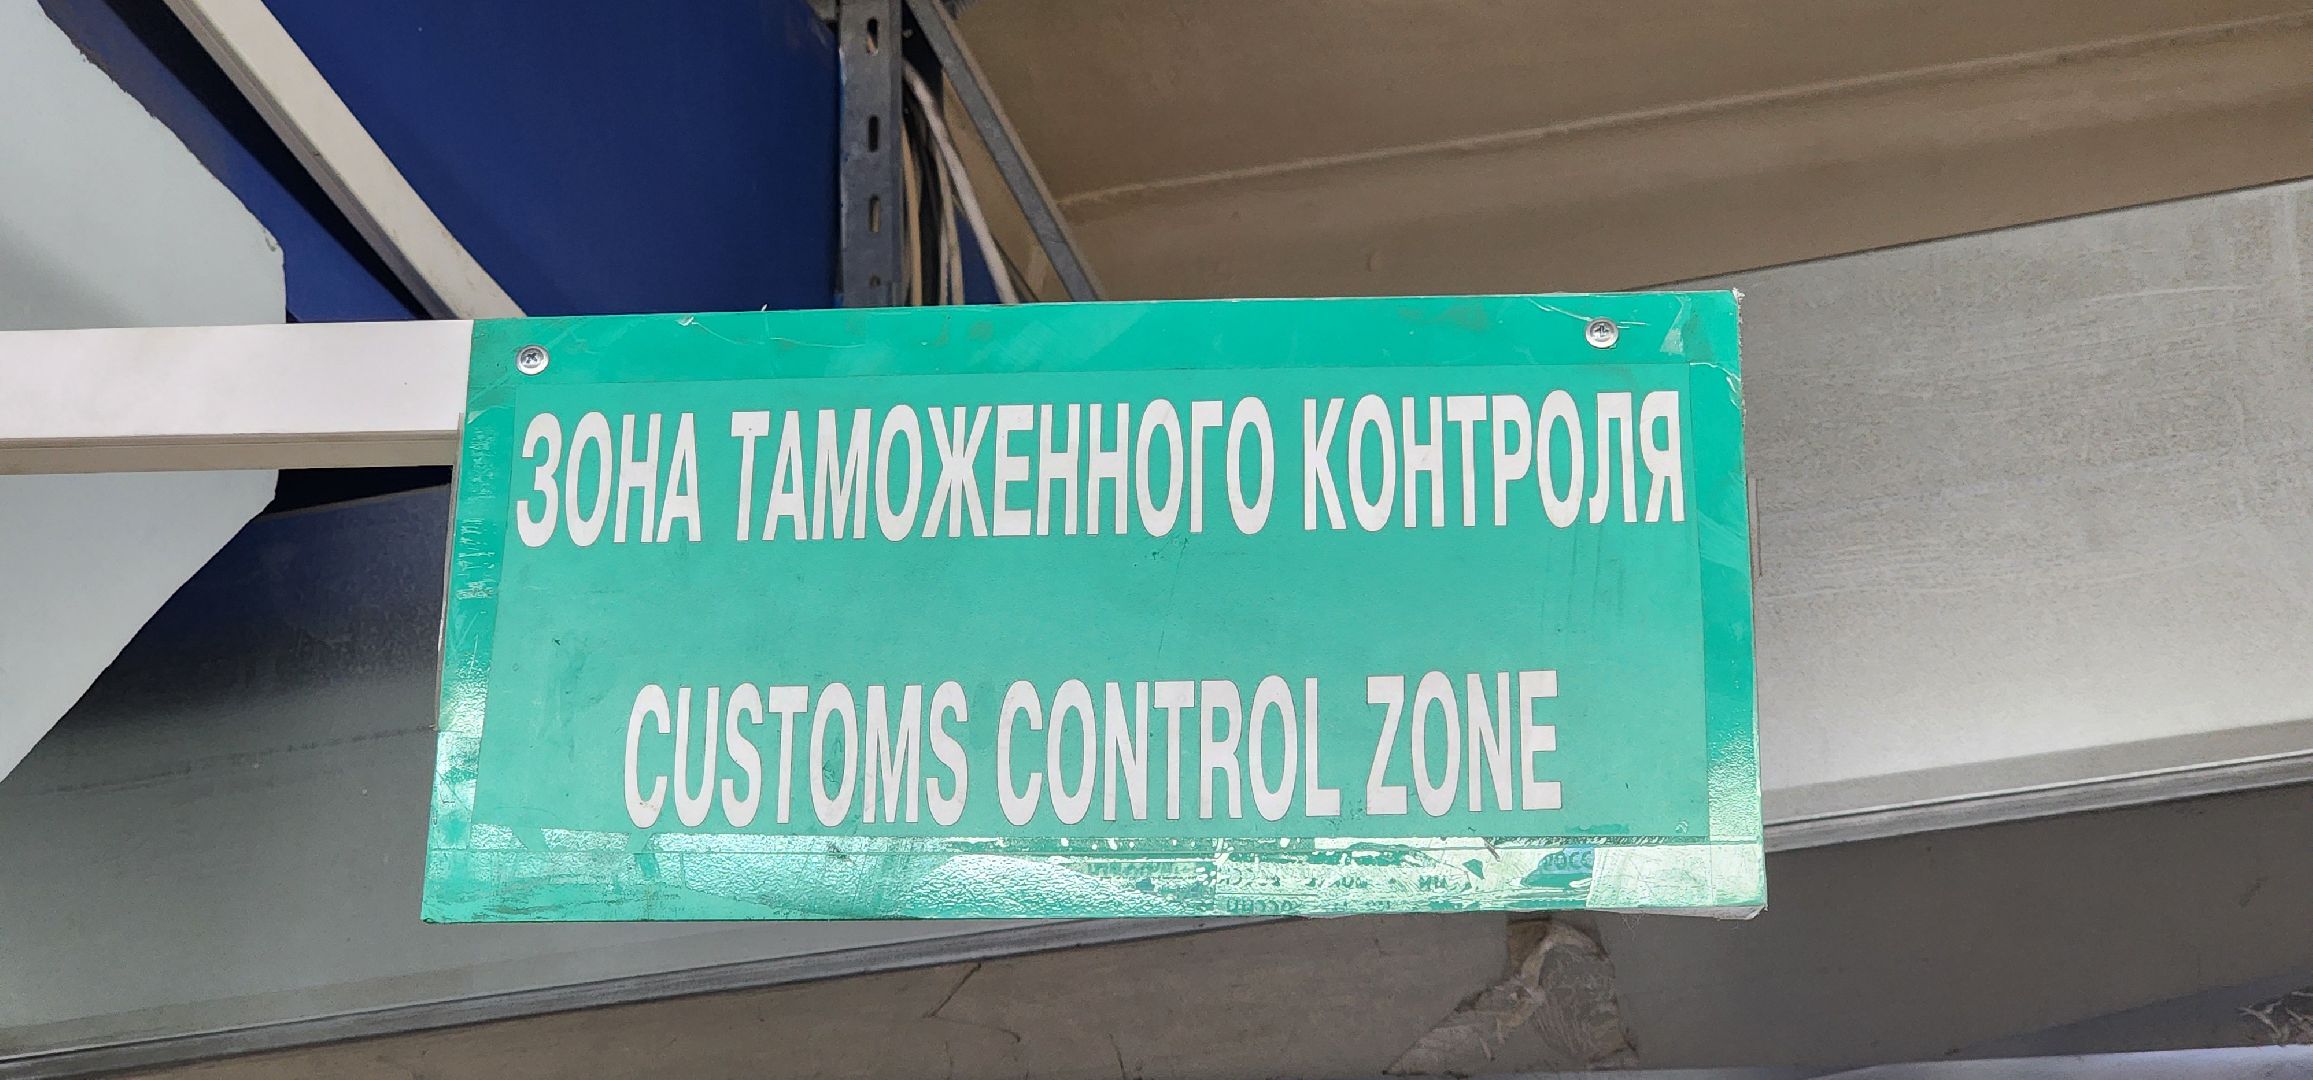 ЗОНА ТАМОЖЕННОГО КОНТРОЛЯ
CUSTOMS CONTROL ZONE